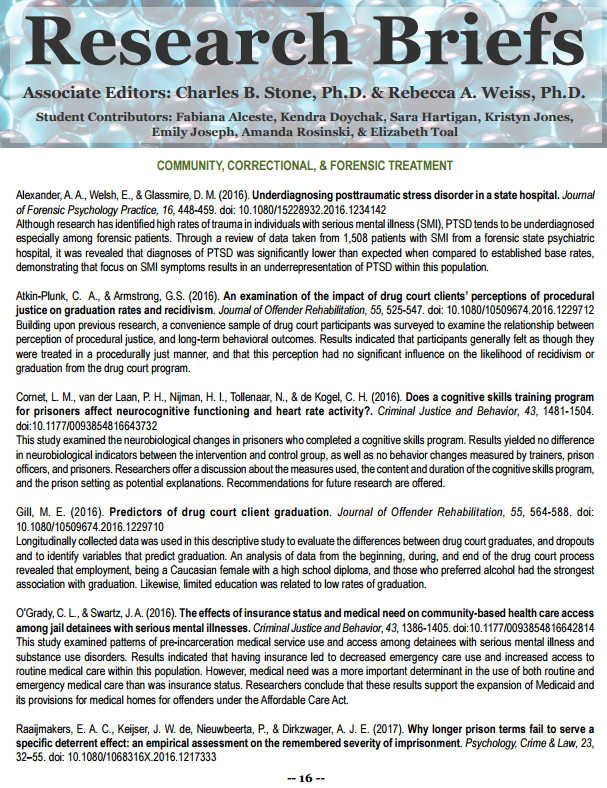 Research Briefs
Associate Editors: Charles B. Stone, Ph.D. & Rebecca A. Weiss, Ph.D.
Student Contributors: Fabiana Alceste, Kendra Doychak, Sara Hartigan, Kristyn Jones,
Emily Joseph, Amanda Rosinski, & Elizabeth Toal
COMMUNITY, CORRECTIONAL, & FORENSIC TREATMENT
Alexander, A. A., Welsh, E., & Glassmire, D. M. (2016). Underdiagnosing posttraumatic stress disorder in a state hospital. Journal
of Forensic Psychology Practice, 16, 448-459. doi: 10.1080/15228932.2016.1234142
Although research has identified high rates of trauma in individuals with serious mental illness (SMI), PTSD tends to be underdiagnosed
especially among forensic patients. Through a review of data taken from 1,508 patients with SMI from a forensic state psychiatric
hospital, it was revealed that diagnoses of PTSD was significantly lower than expected when compared to established base rates,
demonstrating that focus on SMI symptoms results in an underrepresentation of PTSD within this population.
Atkin-Plunk, C. A., & Armstrong, G.S. (2016). An examination of the impact of drug court clients' perceptions of procedural
justice on graduation rates and recidivism. Journal of Offender Rehabilitation, 55, 525-547. doi: 10.1080/10509674.2016.1229712
Building upon previous research, a convenience sample of drug court participants was surveyed to examine the relationship between
perception of procedural justice, and long-term behavioral outcomes. Results indicated that participants generally felt as though they
were treated in a procedurally just manner, and that this perception had no significant influence on the likelihood of recidivism or
graduation from the drug court program.
Cornet, L. M., van der Laan, P. H., Nijman, H. I., Tollenaar, N., & de Kogel, C. H. (2016). Does a cognitive skills training program
for prisoners affect neurocognitive functioning and heart rate activity?. Criminal Justice and Behavior, 43, 1481-1504.
doi:10.1177/0093854816643732
This study examined the neurobiological changes in prisoners who completed a cognitive skills program. Results yielded no difference
in neurobiological indicators between the intervention and control group, as well as no behavior changes measured by trainers, prison
officers, and prisoners. Researchers offer a discussion about the measures used, the content and duration of the cognitive skills program,
and the prison setting as potential explanations. Recommendations for future research are offered.
Gill, M. E. (2016). Predictors of drug court client graduation. Journal of Offender Rehabilitation, 55, 564-588. doi:
10.1080/10509674.2016.1229710
Longitudinally collected data was used in this descriptive study to evaluate the differences between drug court graduates, and dropouts
and to identify variables that predict graduation. An analysis of data from the beginning, during, and end of the drug court process
revealed that employment, being a Caucasian female with a high school diploma, and those who preferred alcohol had the strongest
association with graduation. Likewise, limited education was related to low rates of graduation.
O'Grady, C. L., & Swartz, J. A. (2016). The effects of insurance status and medical need on community-based health care access
among jail detainees with serious mental illnesses. Criminal Justice and Behavior, 43, 1386-1405. doi:10.1177/0093854816642814
This study examined patterns of pre-incarceration medical service use and access among detainees with serious mental illness and
substance use disorders. Results indicated that having insurance led to decreased emergency care use and increased access to
routine medical care within this population. However, medical need was a more important determinant in the use of both routine and
emergency medical care than was insurance status. Researchers conclude that these results support the expansion of Medicaid and
its provisions for medical homes for offenders under the Affordable Care Act.
Raaijmakers, E. A. C., Keijser, J. W. de, Nieuwbeerta, P., & Dirkzwager, A. J. E. (2017). Why longer prison terms fail to serve a
specific deterrent effect: an empirical assessment on the remembered severity of imprisonment. Psychology, Crime & Law, 23,
32–55. doi: 10.1080/1068316X.2016.1217333
-- 16 --